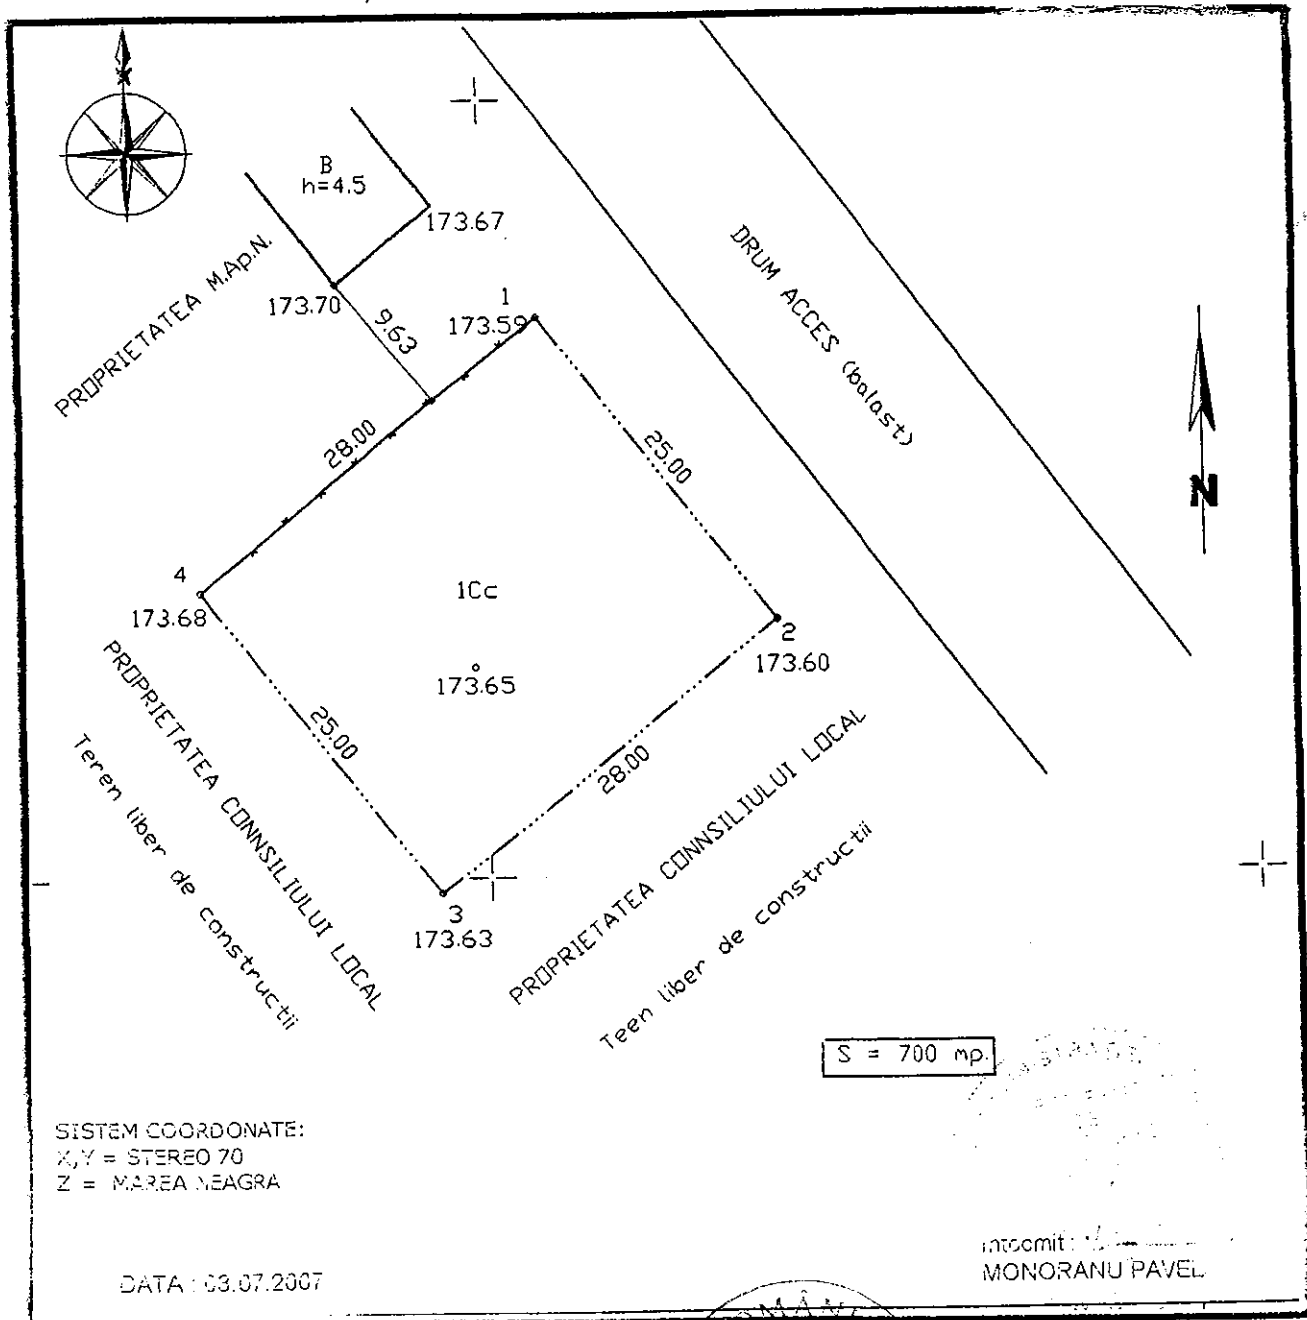 B
h=4.5
173.67
PROPRIETATEA M.Ap.N.
173.70
9.63
1
173.59
DRUM ACCES (balast)
28.00
25.00
N
4
173.68
1Cc
2
173.60
173.65
25.00
28.00
PROPRIETATEA CONNSILIULUI LOCAL
Teren liber de constructii
3
173.63
PROPRIETATEA CONNSILIULUI LOCAL
Teen liber de constructii
S = 700 mp.
SISTEM COORDONATE:
X,Y = STEREO 70
Z = MAREA NEAGRA
DATA : 03.07.2007
Intocmit :
MONORANU PAVEL